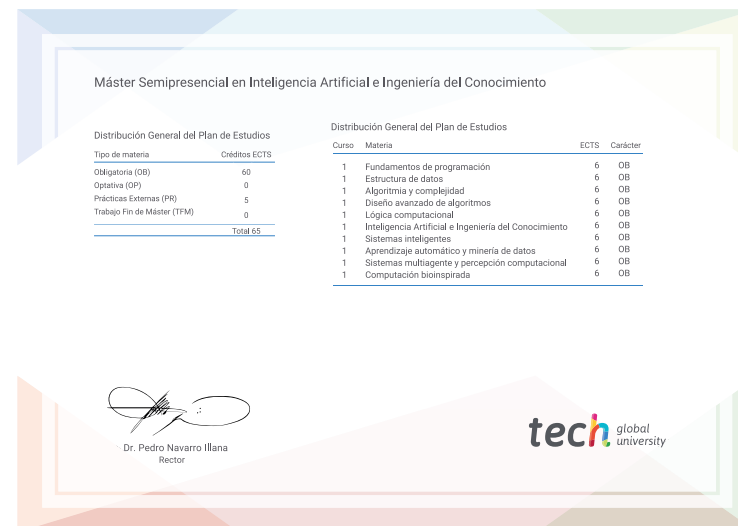 Máster Semipresencial en Inteligencia Artificial e Ingeniería del Conocimiento
Distribución General del Plan de Estudios
Tipo de materia Créditos ECTS
Obligatoria (OB) 60
Optativa (OP) 0
Prácticas Externas (PR) 5
Trabajo Fin de Máster (TFM) 0
Total 65
Distribución General del Plan de Estudios
Curso Materia ECTS Carácter
1 Fundamentos de programación 6 OB
1 Estructura de datos 6 OB
1 Algoritmia y complejidad 6 OB
1 Diseño avanzado de algoritmos 6 OB
1 Lógica computacional 6 OB
1 Inteligencia Artificial e Ingeniería del Conocimiento 6 OB
1 Sistemas inteligentes 6 OB
1 Aprendizaje automático y minería de datos 6 OB
1 Sistemas multiagente y percepción computacional 6 OB
1 Computación bioinspirada 6 OB
Dr. Pedro Navarro Illana
Rector
tech global
university